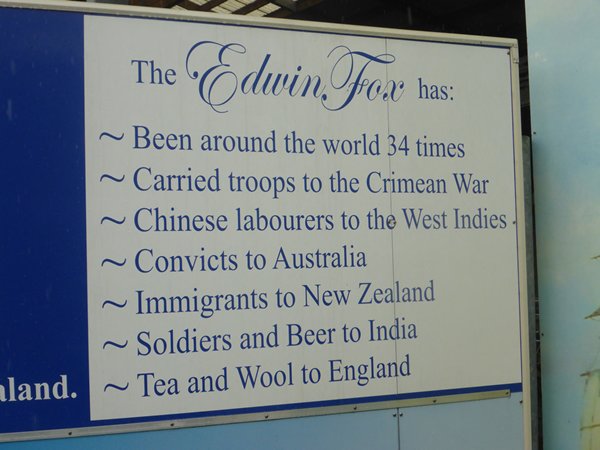 The Edwin Fox has:
~ Been around the world 34 times
~ Carried troops to the Crimean War
~ Chinese labourers to the West Indies
~ Convicts to Australia
~ Immigrants to New Zealand
~ Soldiers and Beer to India
~ Tea and Wool to England
aland.